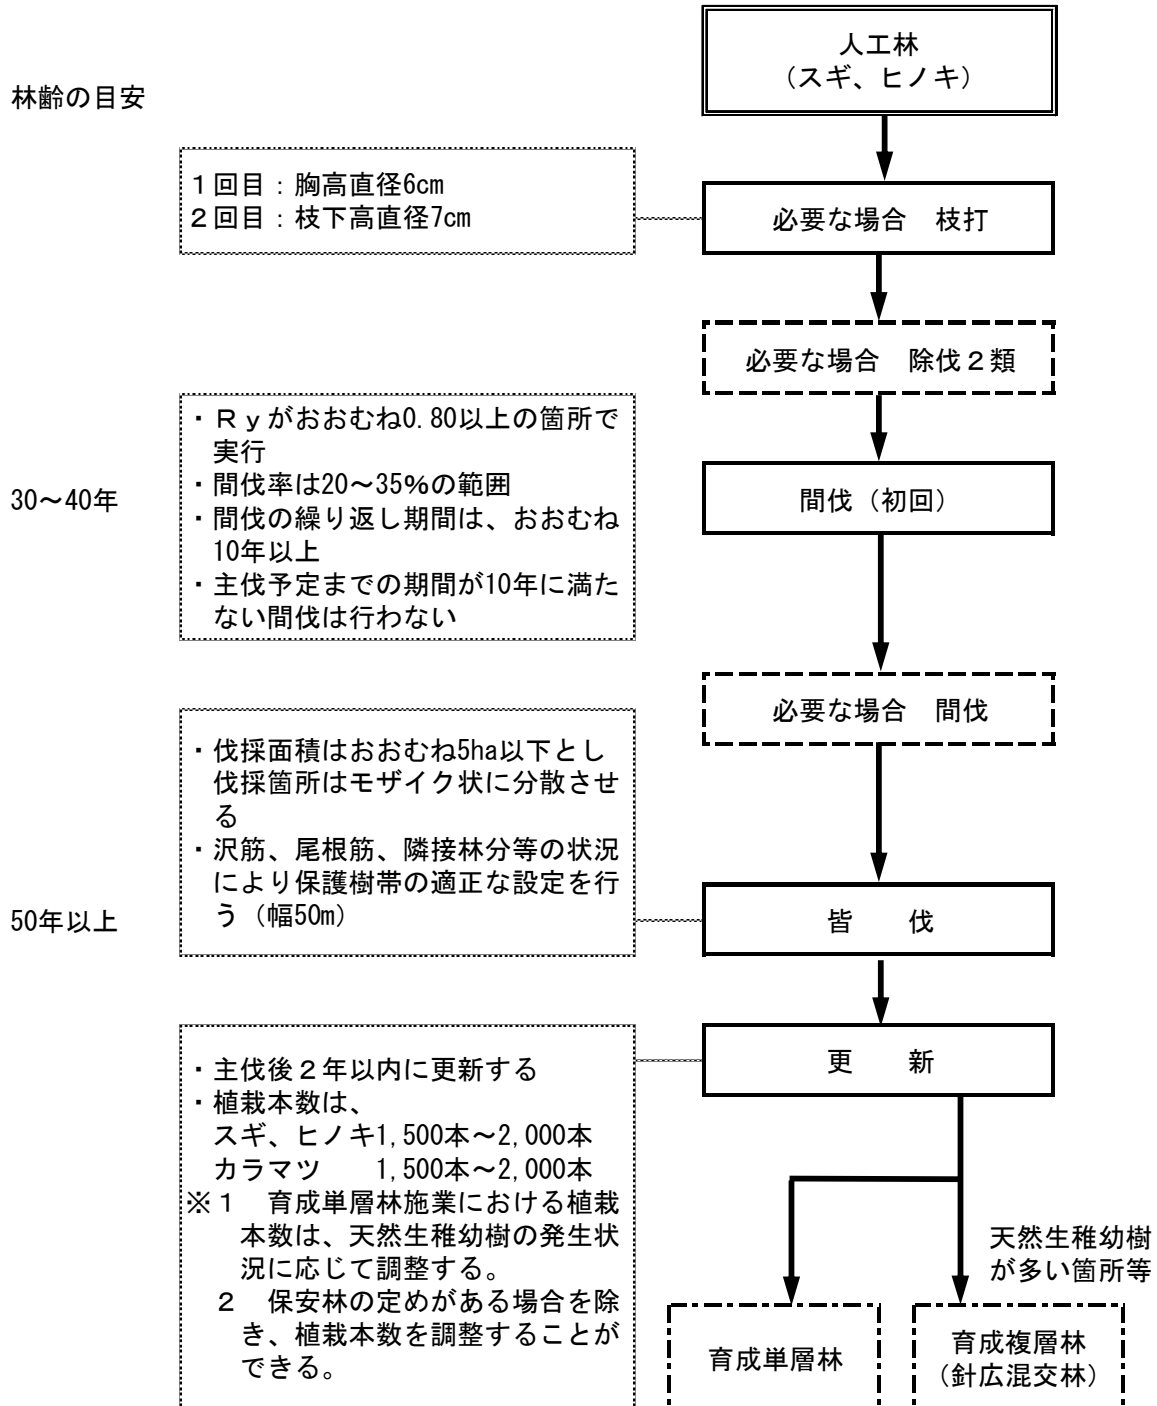 人工林
(スギ、ヒノキ)
林齢の目安
１回目：胸高直径6cm
２回目：枝下高直径7cm
必要な場合　枝打
必要な場合　除伐２類
・Ｒｙがおおむね0.80以上の箇所で
実行
・間伐率は20～35%の範囲
・間伐の繰り返し期間は、おおむね
10年以上
・主伐予定までの期間が10年に満た
ない間伐は行わない
30～40年
間伐（初回）
必要な場合　間伐
・伐採面積はおおむね5ha以下とし
伐採箇所はモザイク状に分散させ
る
・沢筋、尾根筋、隣接林分等の状況
により保護樹帯の適正な設定を行
う（幅50m）
50年以上
皆　　伐
更　　新
・主伐後２年以内に更新する
・植栽本数は、
スギ、ヒノキ1,500本～2,000本
カラマツ　　1,500本～2,000本
※１　育成単層林施業における植栽
本数は、天然生稚幼樹の発生状
況に応じて調整する。
２　保安林の定めがある場合を除
き、植栽本数を調整することが
できる。
天然生稚幼樹
が多い箇所等
育成単層林
育成複層林
（針広混交林）